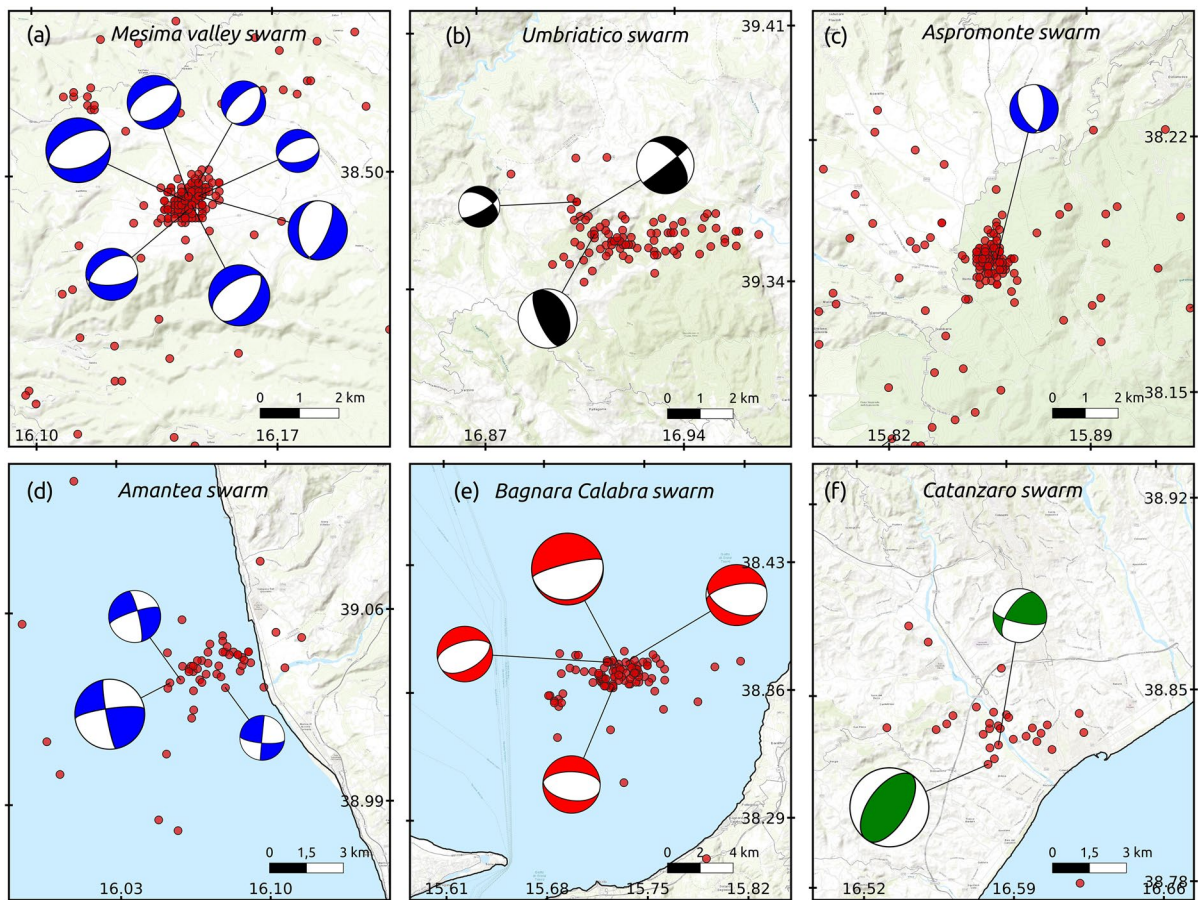 (a) Mesima valley swarm
38.50
0 1 2 km
16.10 16.17
(b) Umbriatico swarm
39.41
39.34
0 1 2 km
16.87 16.94
(c) Aspromonte swarm
38.22
38.15
0 1 2 km
15.82 15.89
(d) Amantea swarm
39.06
38.99
0 1,5 3 km
16.03 16.10
(e) Bagnara Calabra swarm
38.43
38.36
38.29
0 2 4 km
15.61 15.68 15.75 15.82
(f) Catanzaro swarm
38.92
38.85
38.78
0 1,5 3 km
16.52 16.59 16.66